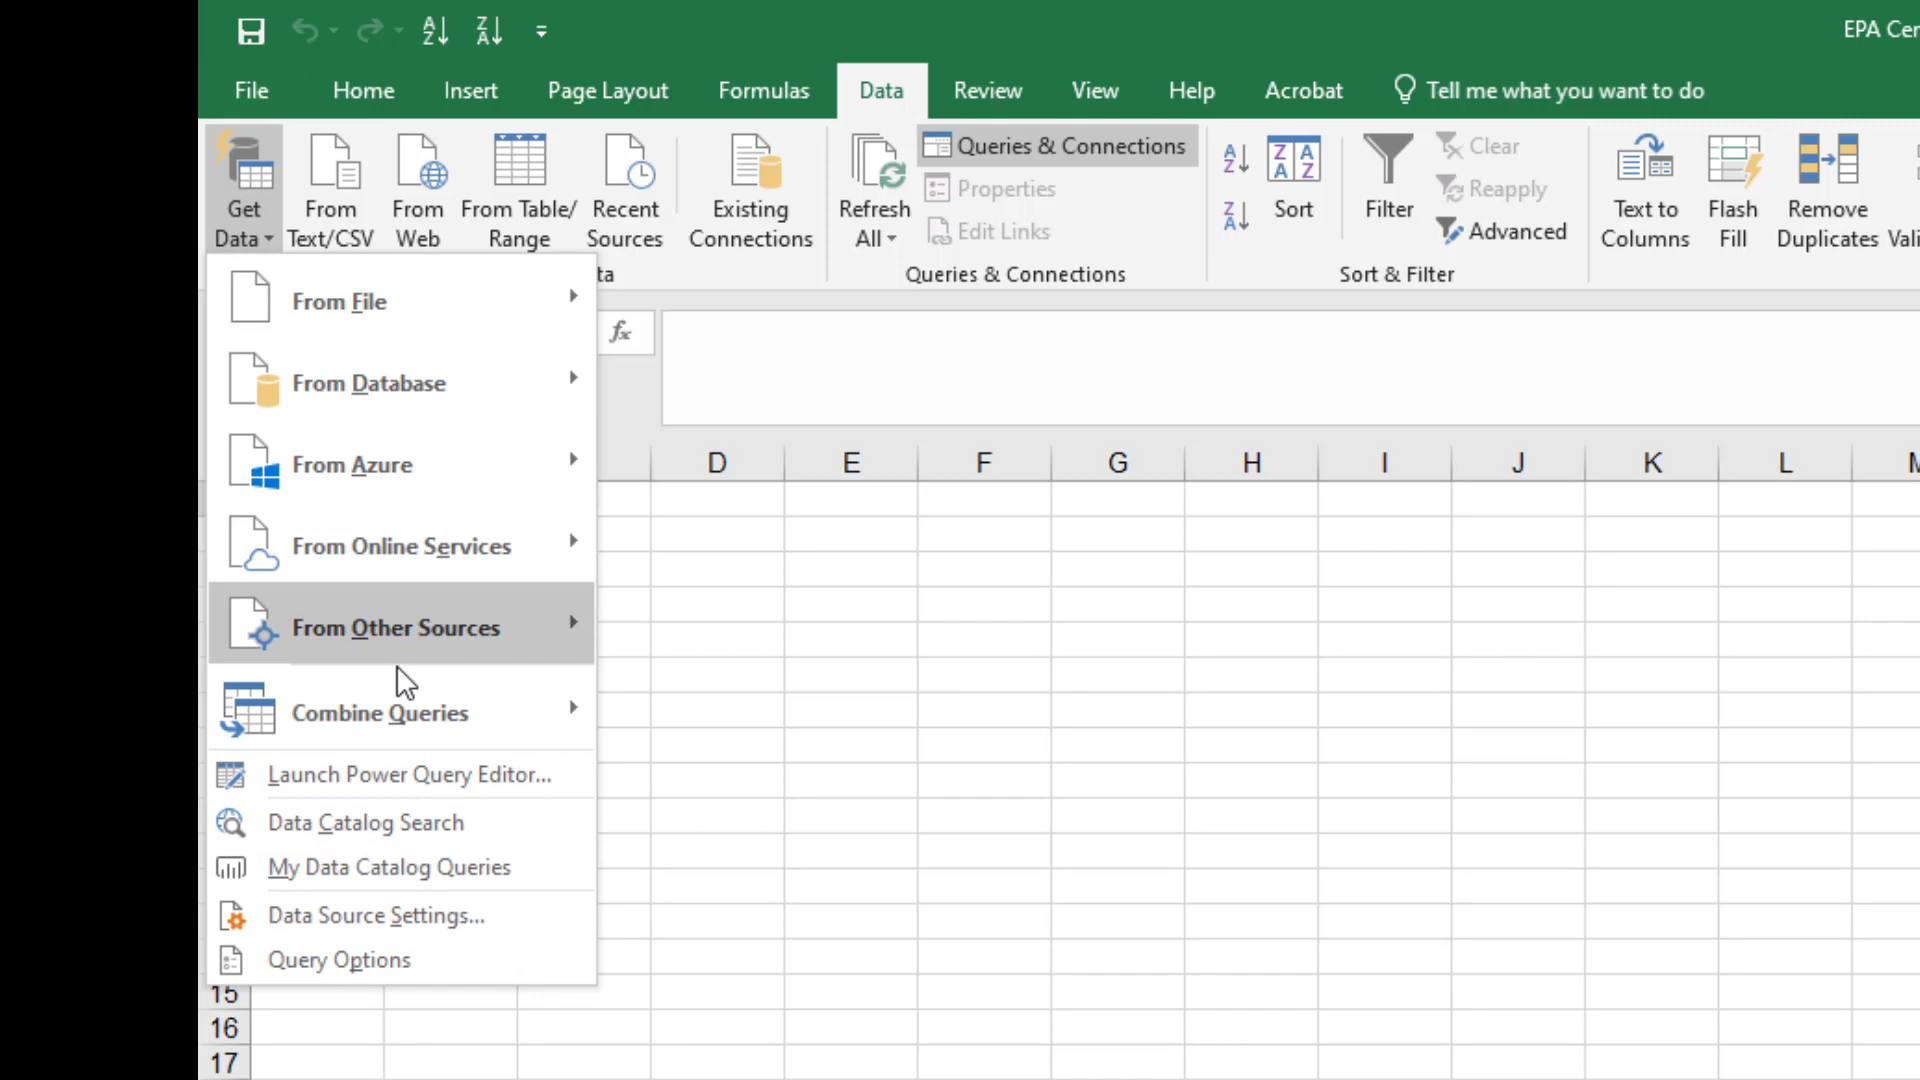 EPA Cer
File Home Insert Page Layout Formulas Data Review View Help Acrobat Tell me what you want to do
Get Data
From Text/CSV
From Web
From Table/ Range
Recent Sources
Existing Connections
Refresh All
Queries & Connections
Properties
Edit Links
Queries & Connections
Sort
Filter
Clear
Reapply
Advanced
Sort & Filter
Text to Columns
Flash Fill
Remove Duplicates
Vali
ta
From File
From Database
From Azure
From Online Services
From Other Sources
Combine Queries
Launch Power Query Editor...
Data Catalog Search
My Data Catalog Queries
Data Source Settings...
Query Options
fx
D E F G H I J K L M
15
16
17